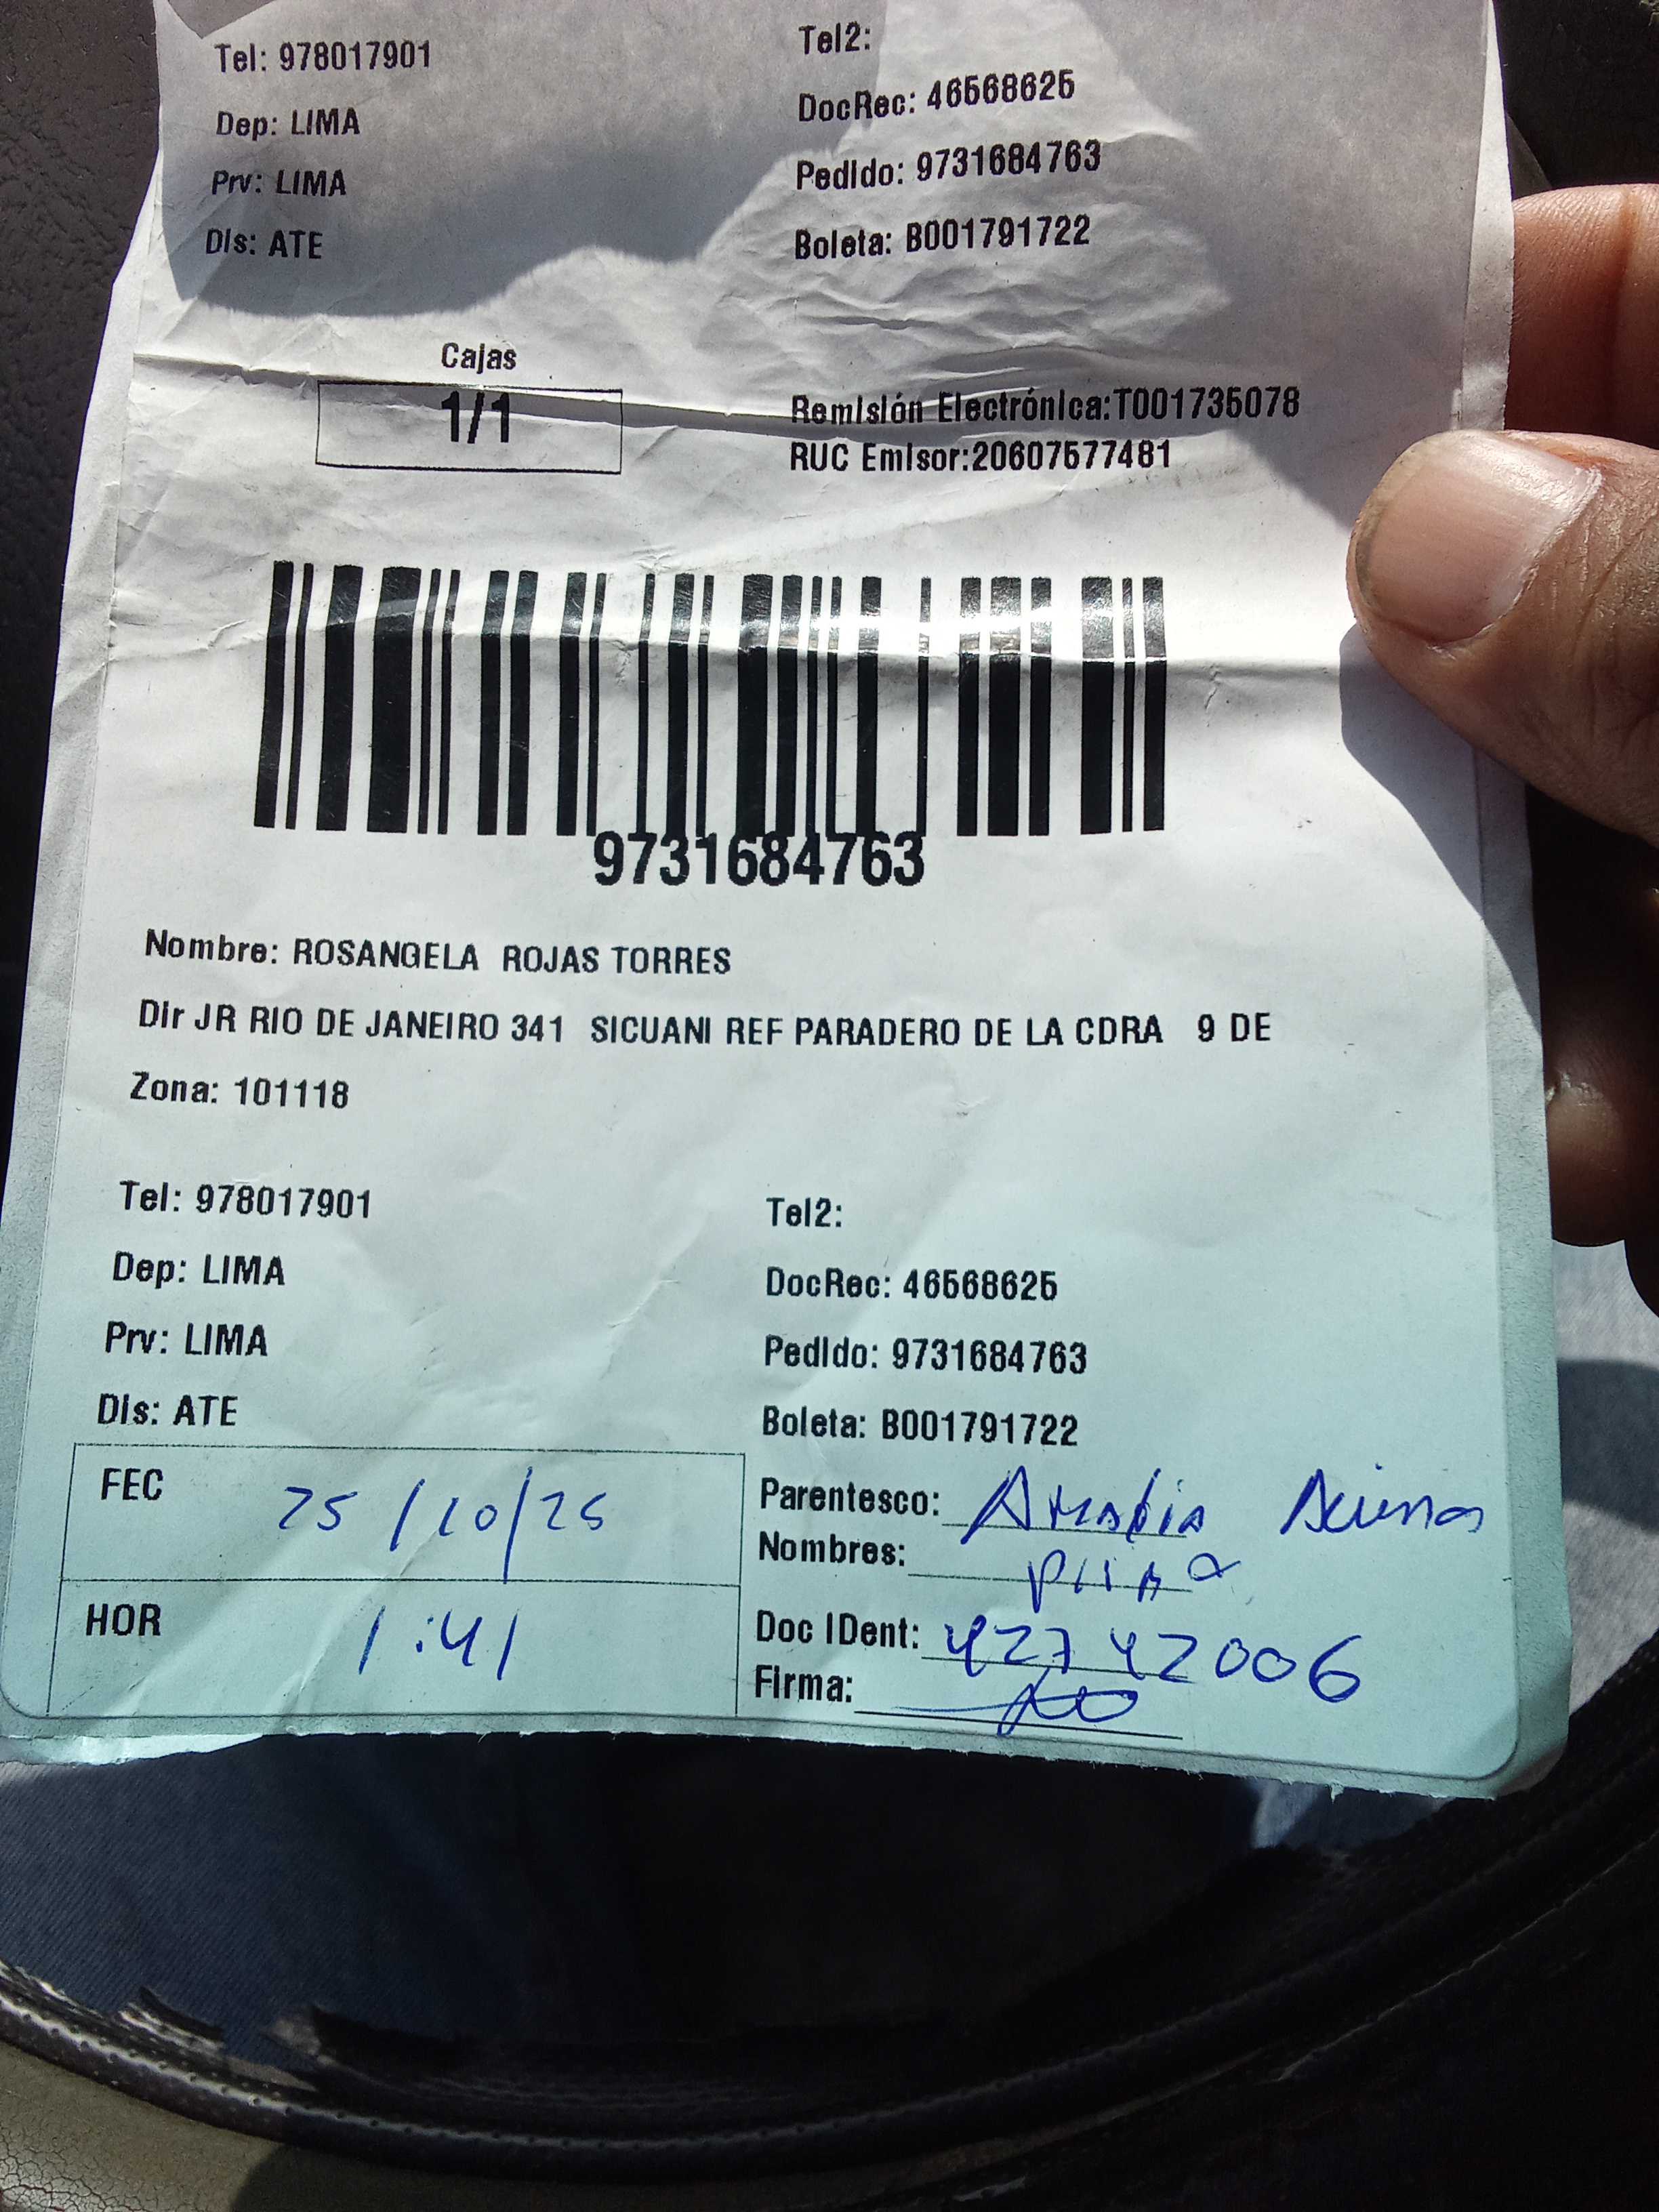 Tel: 978017901
Tel2:
Dep: LIMA
DocRec: 46568625
Prv: LIMA
Pedido: 9731684763
Dis: ATE
Boleta: B001791722
Cajas
1/1
Remisión Electrónica:T001735078
RUC Emisor:20607577481
9731684763
Nombre: ROSANGELA ROJAS TORRES
Dir JR RIO DE JANEIRO 341 SICUANI REF PARADERO DE LA CDRA 9 DE
Zona: 101118
Tel: 978017901
Tel2:
Dep: LIMA
DocRec: 46568625
Prv: LIMA
Pedido: 9731684763
Dis: ATE
Boleta: B001791722
FEC 25/10/25
Parentesco:
Nombres:
HOR 1:41
Doc IDent: 42742006
Firma: